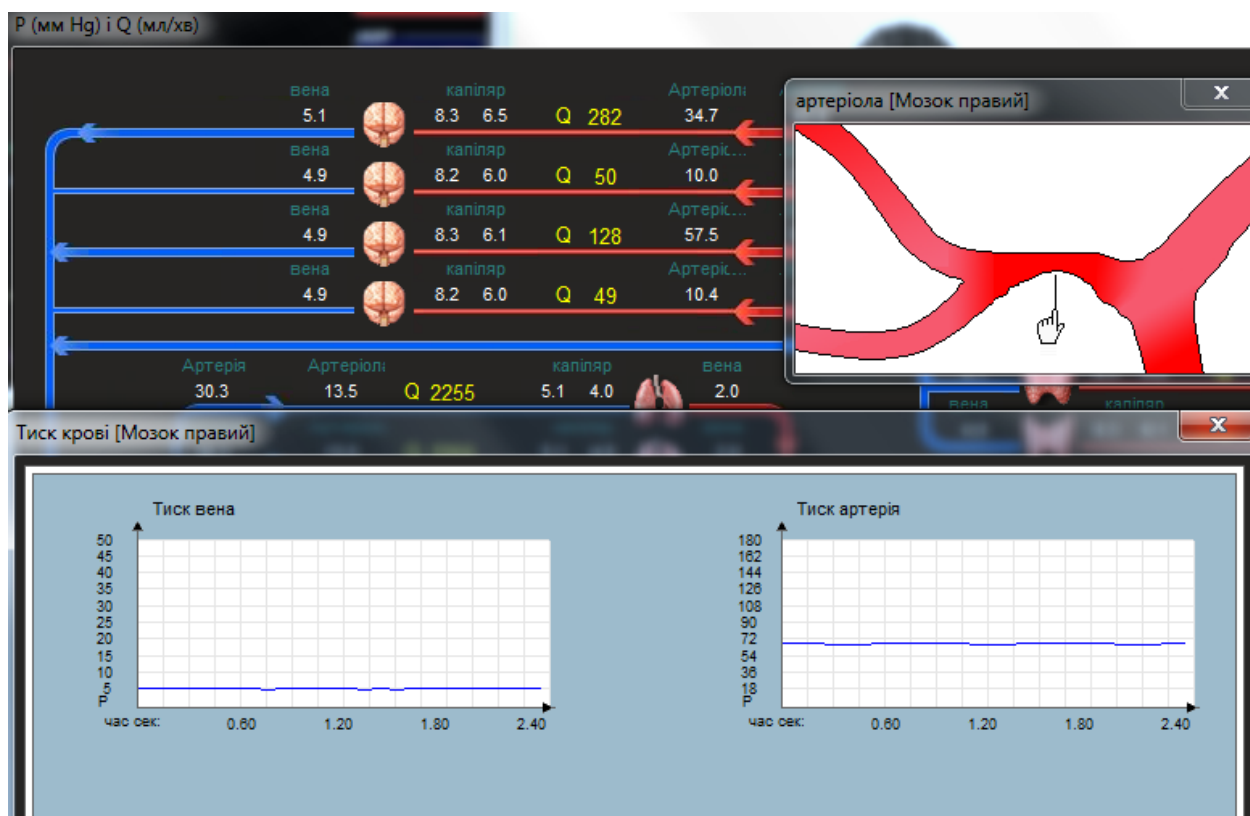 Р (мм Hg) і Q (мл/хв)
вена капіляр Артеріола
5.1 8.3 6.5 Q 282 34.7
вена капіляр Артеріо....
4.9 8.2 6.0 Q 50 10.0
вена капіляр Артеріо....
4.9 8.3 6.1 Q 128 57.5
вена капіляр Артеріо....
4.9 8.2 6.0 Q 49 10.4
артеріола [Мозок правий]
X
Артерія Артеріола капіляр вена
30.3 13.5 Q 2255 5.1 4.0 2.0
вена капіляр
Тиск крові [Мозок правий]
X
Тиск вена
50
45
40
35
30
25
20
15
10
5
P
час сек: 0.60 1.20 1.80 2.40
Тиск артерія
180
162
144
126
108
90
72
54
36
18
P
час сек: 0.60 1.20 1.80 2.40